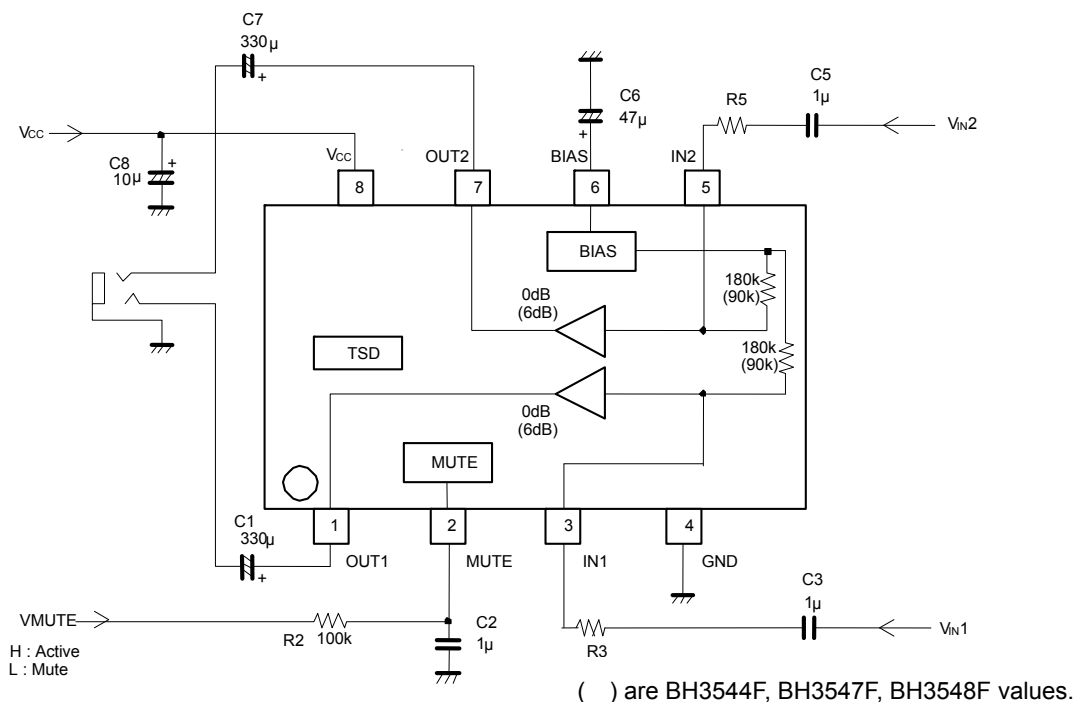 C7
330μ
+
C6
47μ
+
C5
1μ
R5
VIN2
VCC
C8
10μ
+
VCC
OUT2
BIAS
IN2
8
7
6
5
BIAS
180k
(90k)
0dB
(6dB)
TSD
180k
(90k)
0dB
(6dB)
MUTE
1
2
3
4
C1
330μ
+
OUT1
MUTE
IN1
GND
C3
1μ
VMUTE
R2
100k
C2
1μ
R3
VIN1
H : Active
L : Mute
(    ) are BH3544F, BH3547F, BH3548F values.